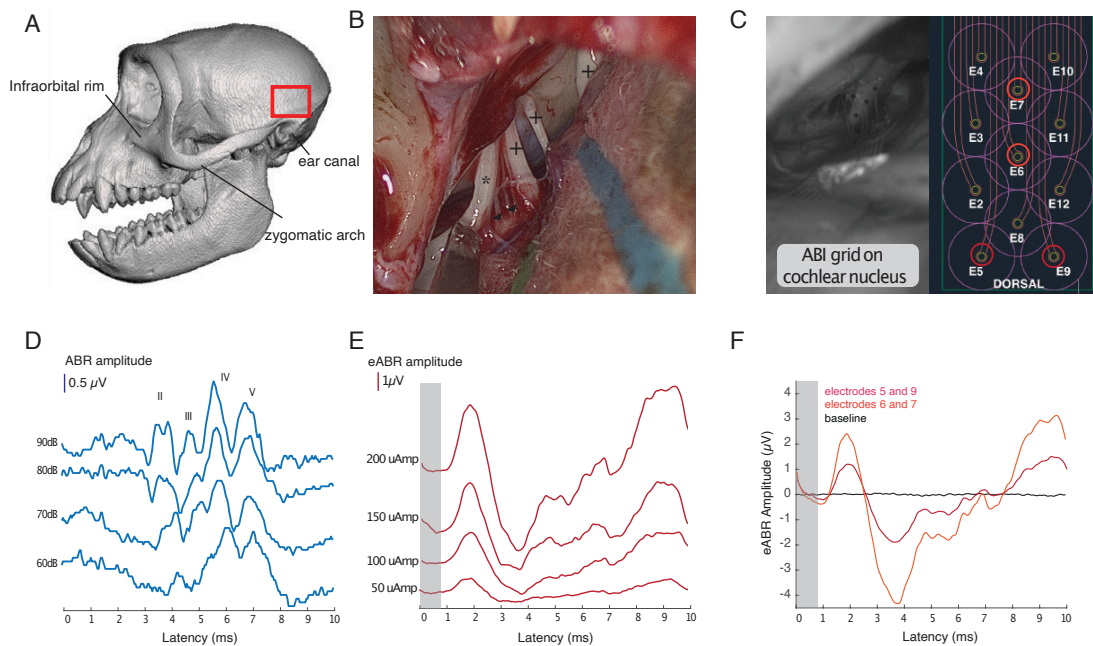 A
Infraorbital rim
ear canal
zygomatic arch
B
+
+
*
C
ABI grid on
cochlear nucleus
E4
E10
E7
E3
E11
E6
E2
E12
E8
E5
E9
DORSAL
D
ABR amplitude
0.5 µV
II
III
IV
V
90dB
80dB
70dB
60dB
0 1 2 3 4 5 6 7 8 9 10
Latency (ms)
E
eABR amplitude
1µV
200 uAmp
150 uAmp
100 uAmp
50 uAmp
0 1 2 3 4 5 6 7 8 9 10
Latency (ms)
F
electrodes 5 and 9
electrodes 6 and 7
baseline
eABR Amplitude (µV)
4
3
2
1
0
-1
-2
-3
-4
0 1 2 3 4 5 6 7 8 9 10
Latency (ms)